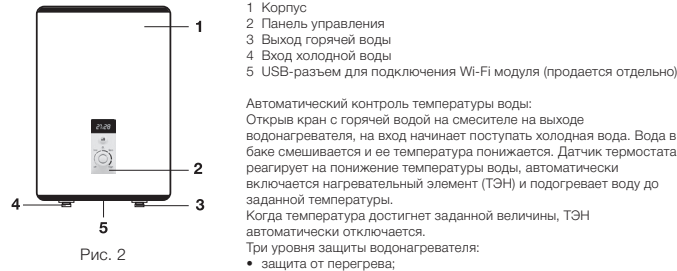 1
2
3
4
5
21:28
Рис. 2
1 Корпус
2 Панель управления
3 Выход горячей воды
4 Вход холодной воды
5 USB-разъем для подключения Wi-Fi модуля (продается отдельно)
Автоматический контроль температуры воды:
Открыв кран с горячей водой на смесителе на выходе
водонагревателя, на вход начинает поступать холодная вода. Вода в
баке смешивается и ее температура понижается. Датчик термостата
реагирует на понижение температуры воды, автоматически
включается нагревательный элемент (ТЭН) и подогревает воду до
заданной температуры.
Когда температура достигнет заданной величины, ТЭН
автоматически отключается.
Три уровня защиты водонагревателя:
• защита от перегрева;